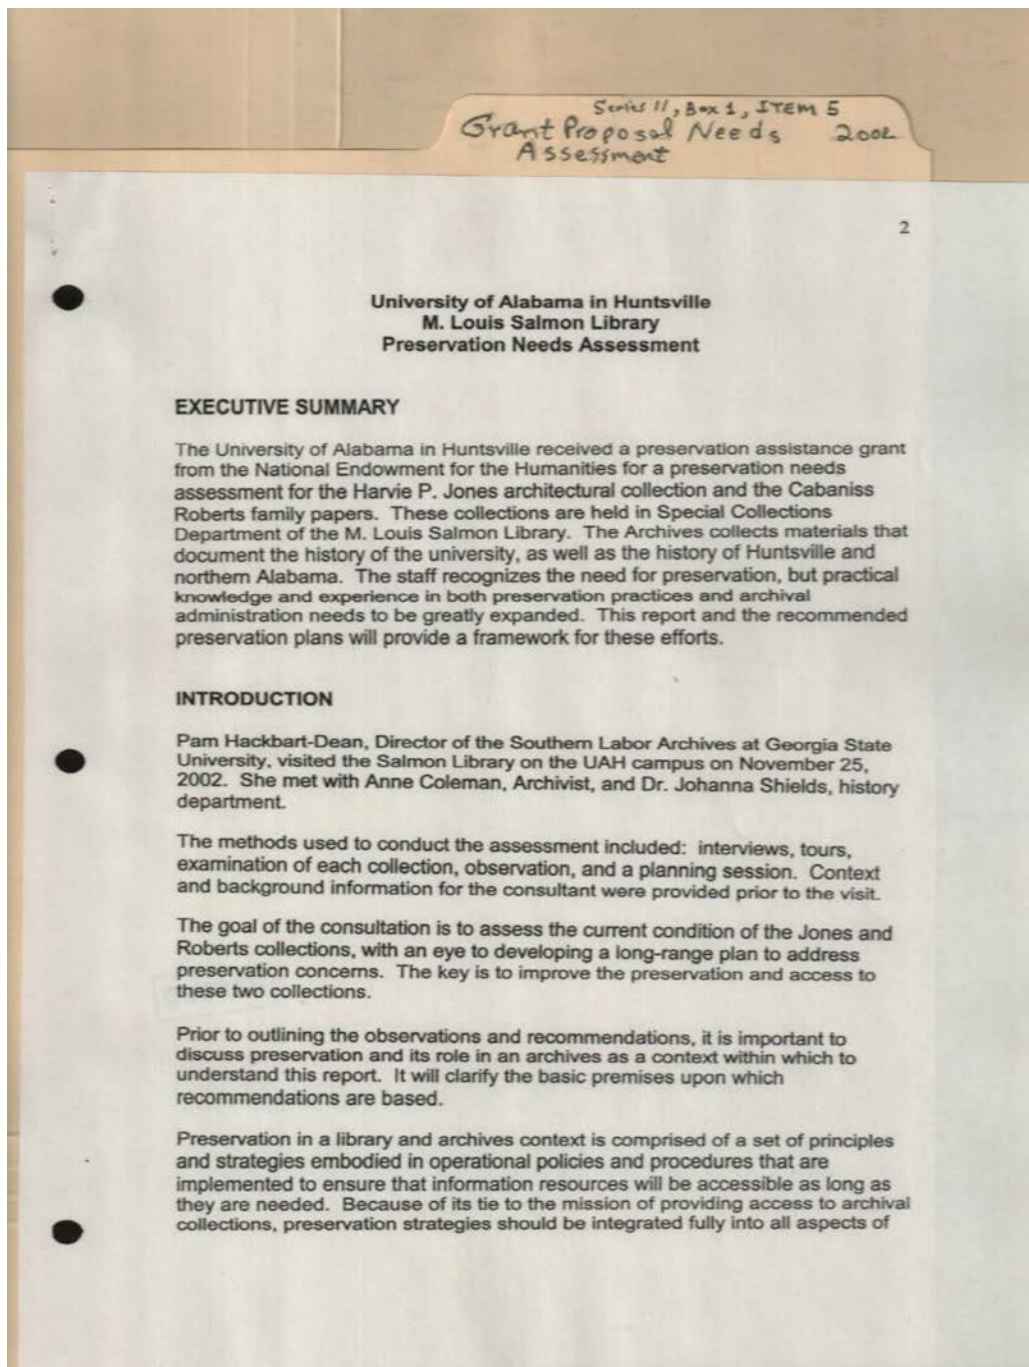 Series 11, Box 1, ITEM 5
Grant Proposal Needs 2002
Assessment
2
University of Alabama in Huntsville
M. Louis Salmon Library
Preservation Needs Assessment
EXECUTIVE SUMMARY
The University of Alabama in Huntsville received a preservation assistance grant
from the National Endowment for the Humanities for a preservation needs
assessment for the Harvie P. Jones architectural collection and the Cabaniss
Roberts family papers. These collections are held in Special Collections
Department of the M. Louis Salmon Library. The Archives collects materials that
document the history of the university, as well as the history of Huntsville and
northern Alabama. The staff recognizes the need for preservation, but practical
knowledge and experience in both preservation practices and archival
administration needs to be greatly expanded. This report and the recommended
preservation plans will provide a framework for these efforts.
INTRODUCTION
Pam Hackbart-Dean, Director of the Southern Labor Archives at Georgia State
University, visited the Salmon Library on the UAH campus on November 25,
2002. She met with Anne Coleman, Archivist, and Dr. Johanna Shields, history
department.
The methods used to conduct the assessment included: interviews, tours,
examination of each collection, observation, and a planning session. Context
and background information for the consultant were provided prior to the visit.
The goal of the consultation is to assess the current condition of the Jones and
Roberts collections, with an eye to developing a long-range plan to address
preservation concerns. The key is to improve the preservation and access to
these two collections.
Prior to outlining the observations and recommendations, it is important to
discuss preservation and its role in an archives as a context within which to
understand this report. It will clarify the basic premises upon which
recommendations are based.
Preservation in a library and archives context is comprised of a set of principles
and strategies embodied in operational policies and procedures that are
implemented to ensure that information resources will be accessible as long as
they are needed. Because of its tie to the mission of providing access to archival
collections, preservation strategies should be integrated fully into all aspects of